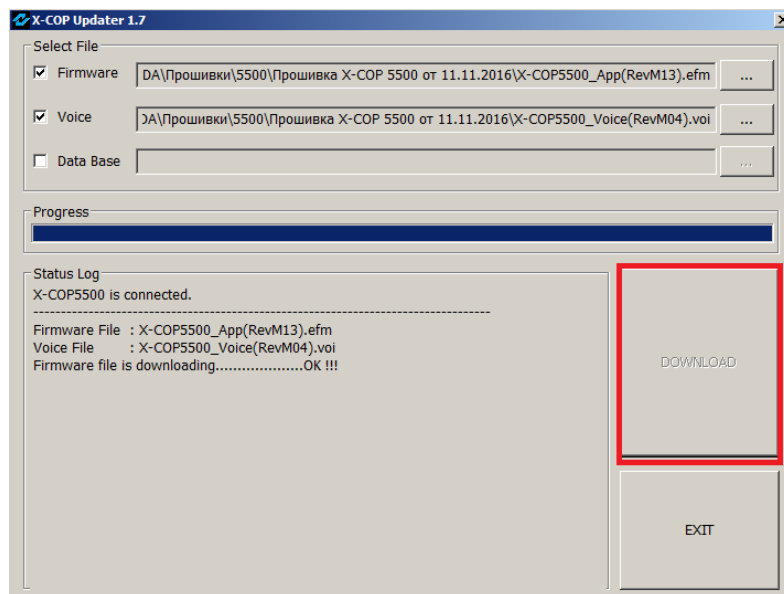 X-COP Updater 1.7
Select File
Firmware DA\Прошивки\5500\Прошивка X-COP 5500 от 11.11.2016\X-COP5500_App(RevM13).efm ...
Voice DA\Прошивки\5500\Прошивка X-COP 5500 от 11.11.2016\X-COP5500_Voice(RevM04).voi ...
Data Base ...
Progress
Status Log
X-COP5500 is connected.
--------------------------------------------------------------------------------
Firmware File : X-COP5500_App(RevM13).efm
Voice File : X-COP5500_Voice(RevM04).voi
Firmware file is downloading....................OK !!!
DOWNLOAD
EXIT